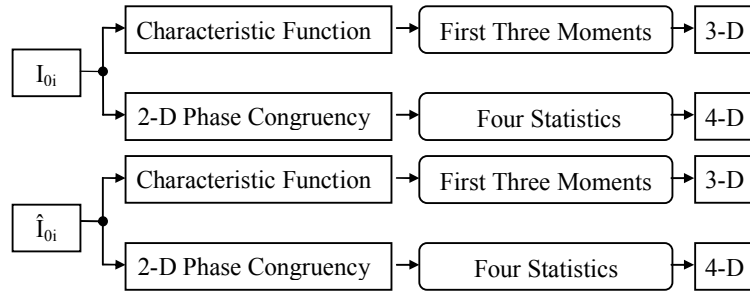 Characteristic Function First Three Moments 3-D
I0i
2-D Phase Congruency Four Statistics 4-D
Characteristic Function First Three Moments 3-D
Î0i
2-D Phase Congruency Four Statistics 4-D